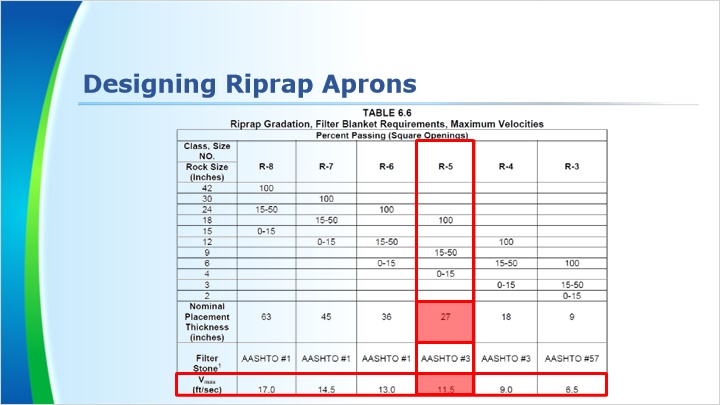 Designing Riprap Aprons
TABLE 6.6
Riprap Gradation, Filter Blanket Requirements, Maximum Velocities
Percent Passing (Square Openings)
Class, Size NO. Rock Size (Inches) R-8 R-7 R-6 R-5 R-4 R-3
42 100
30 100
24 15-50 100
18 15-50 100
15 0-15
12 0-15 15-50 100
9 15-50
6 0-15 15-50 100
4 0-15
3 0-15 15-50
2 0-15
Nominal Placement Thickness (inches) 63 45 36 27 18 9
Filter Stone1 AASHTO #1 AASHTO #1 AASHTO #1 AASHTO #3 AASHTO #3 AASHTO #57
Vmax (ft/sec) 17.0 14.5 13.0 11.5 9.0 6.5